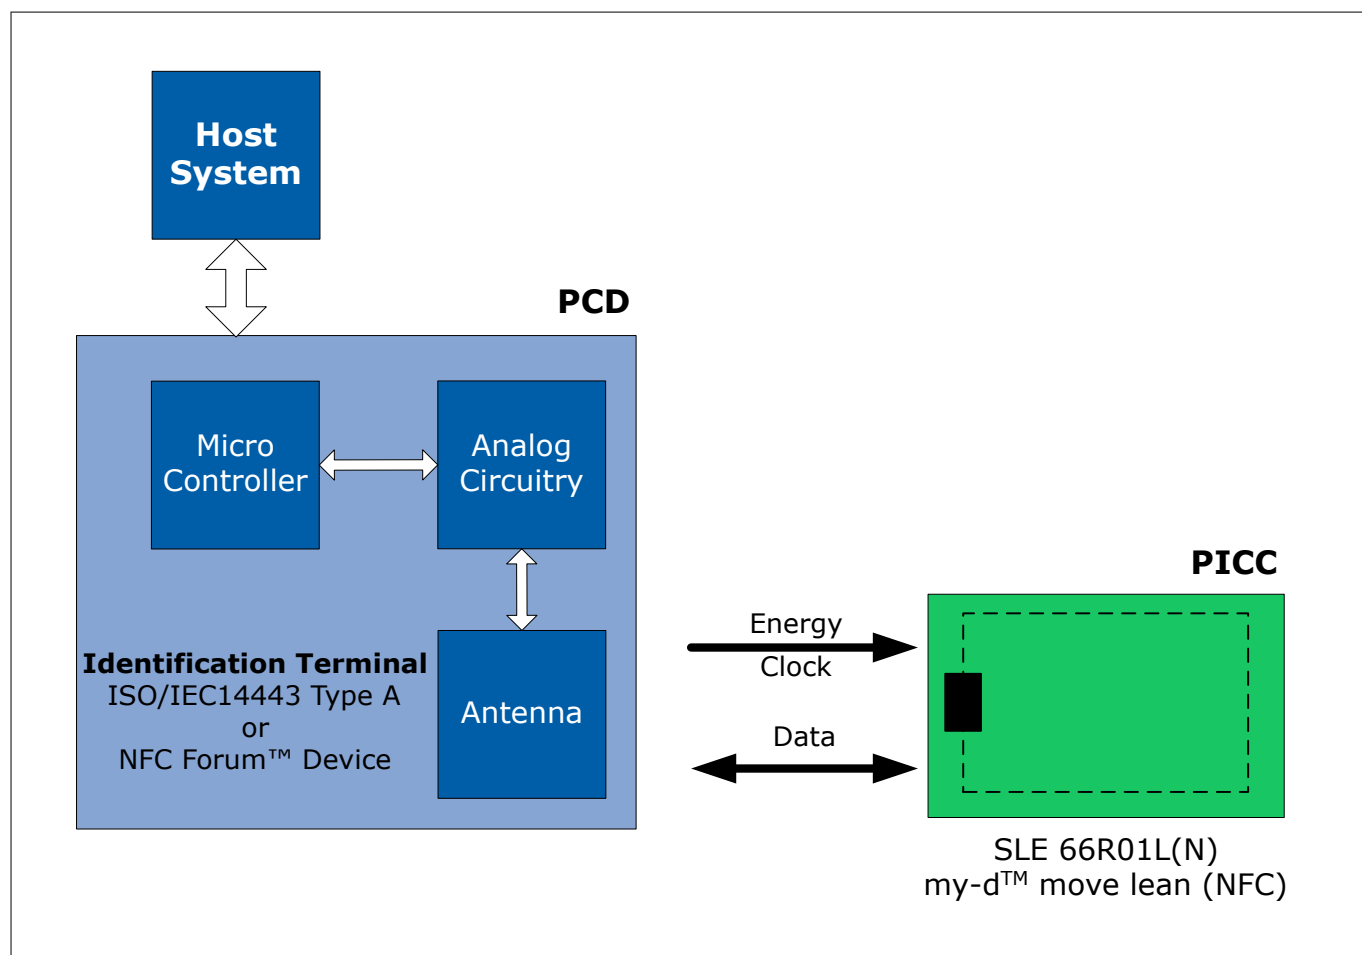 Host
System
PCD
Micro
Controller
Analog
Circuitry
Identification Terminal
ISO/IEC14443 Type A
or
NFC Forum™ Device
Antenna
Energy
Clock
Data
PICC
SLE 66R01L(N)
my-d™ move lean (NFC)